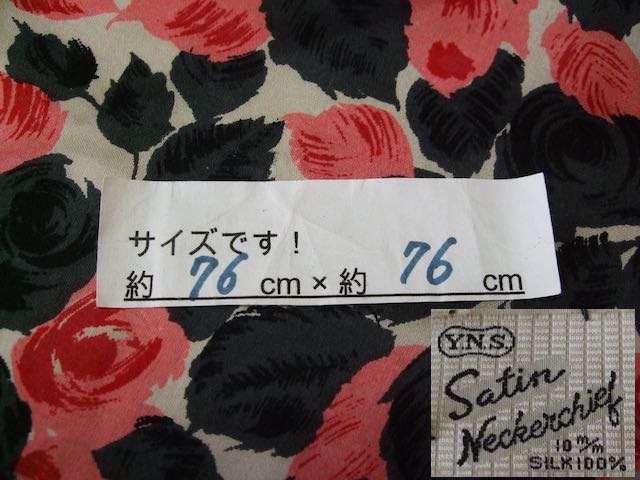 サイズです！
約 76 cm × 約 76 cm
Y.N.S.
Satin
Neckerchief
10 m/m
SILK100%